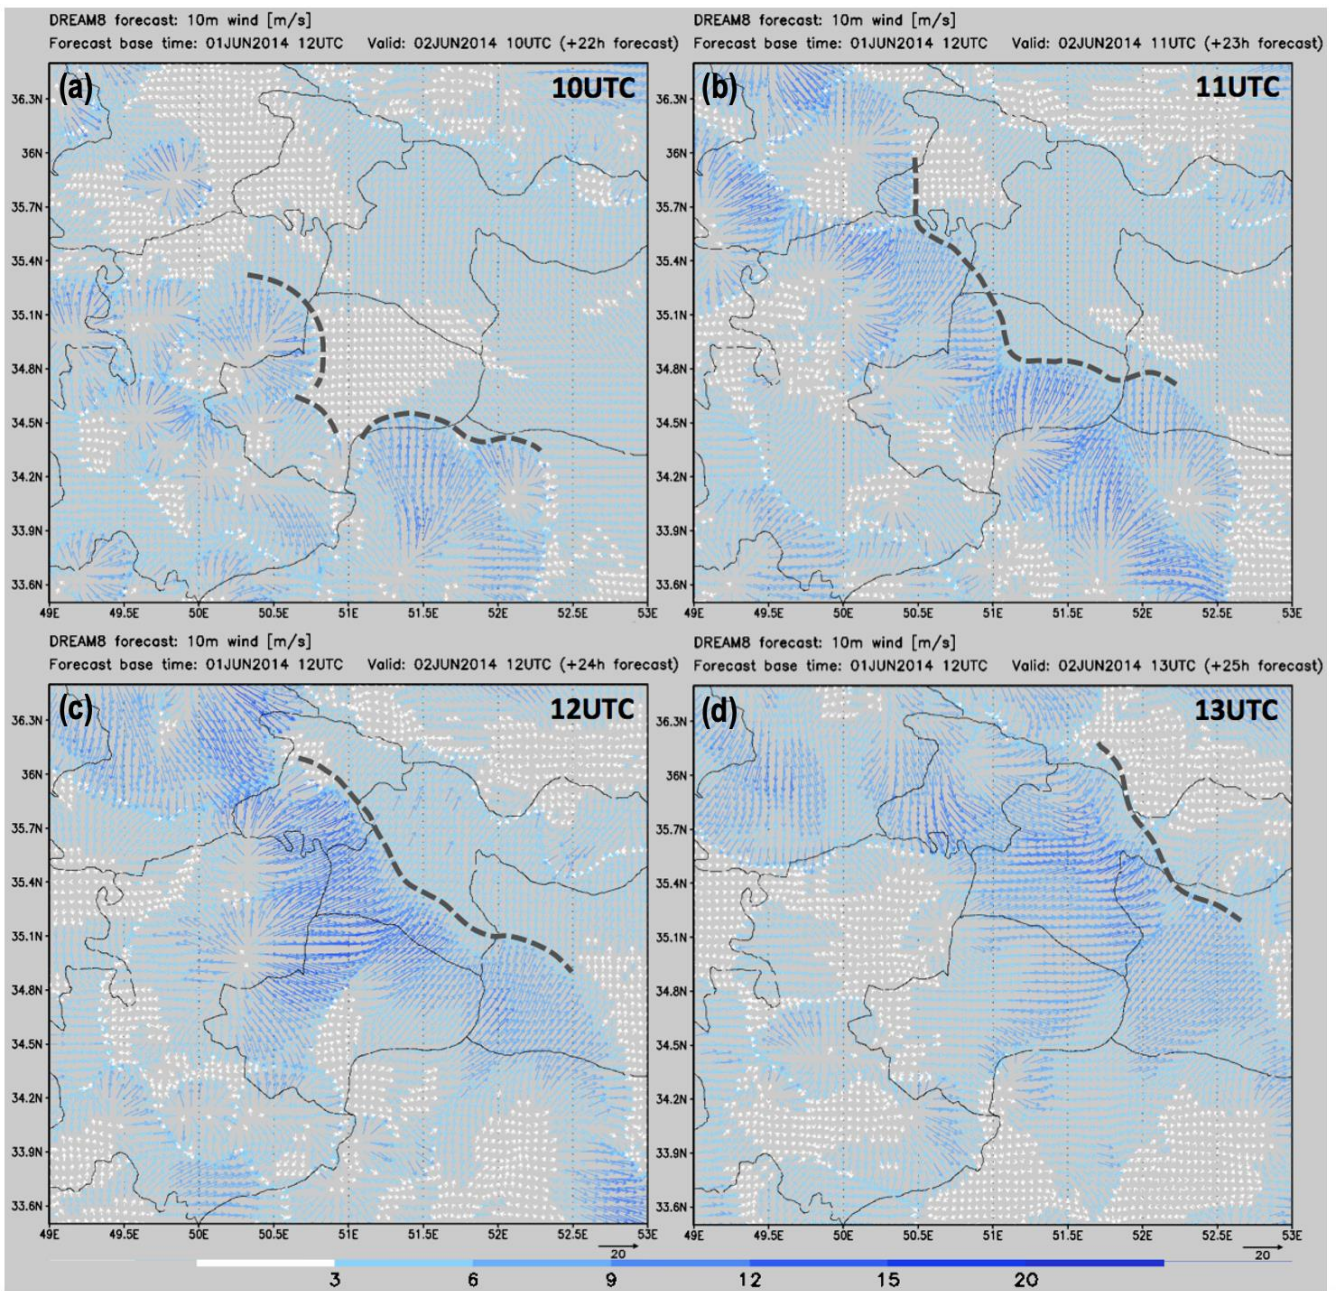 DREAM8 forecast: 10m wind [m/s]
Forecast base time: 01JUN2014 12UTC Valid: 02JUN2014 10UTC (+22h forecast)
(a) 10UTC
36.3N
36N
35.7N
35.4N
35.1N
34.8N
34.5N
34.2N
33.9N
33.6N
49E 49.5E 50E 50.5E 51E 51.5E 52E 52.5E 53E
DREAM8 forecast: 10m wind [m/s]
Forecast base time: 01JUN2014 12UTC Valid: 02JUN2014 11UTC (+23h forecast)
(b) 11UTC
36.3N
36N
35.7N
35.4N
35.1N
34.8N
34.5N
34.2N
33.9N
33.6N
49E 49.5E 50E 50.5E 51E 51.5E 52E 52.5E 53E
DREAM8 forecast: 10m wind [m/s]
Forecast base time: 01JUN2014 12UTC Valid: 02JUN2014 12UTC (+24h forecast)
(c) 12UTC
36.3N
36N
35.7N
35.4N
35.1N
34.8N
34.5N
34.2N
33.9N
33.6N
49E 49.5E 50E 50.5E 51E 51.5E 52E 52.5E 53E
20
DREAM8 forecast: 10m wind [m/s]
Forecast base time: 01JUN2014 12UTC Valid: 02JUN2014 13UTC (+25h forecast)
(d) 13UTC
36.3N
36N
35.7N
35.4N
35.1N
34.8N
34.5N
34.2N
33.9N
33.6N
49E 49.5E 50E 50.5E 51E 51.5E 52E 52.5E 53E
20
3 6 9 12 15 20